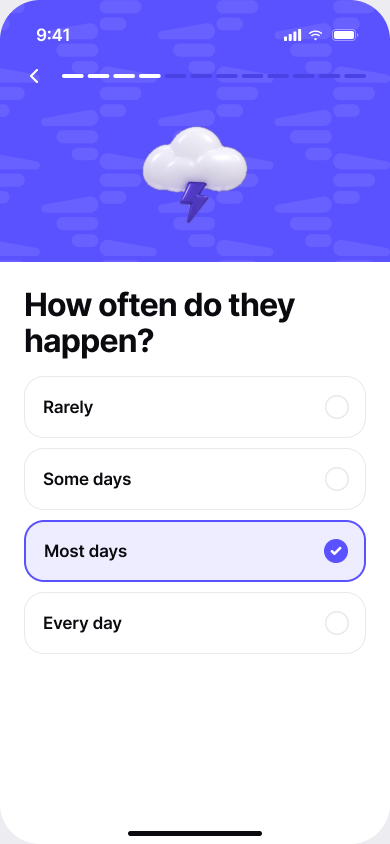 9:41
How often do they
happen?
Rarely
Some days
Most days
Every day